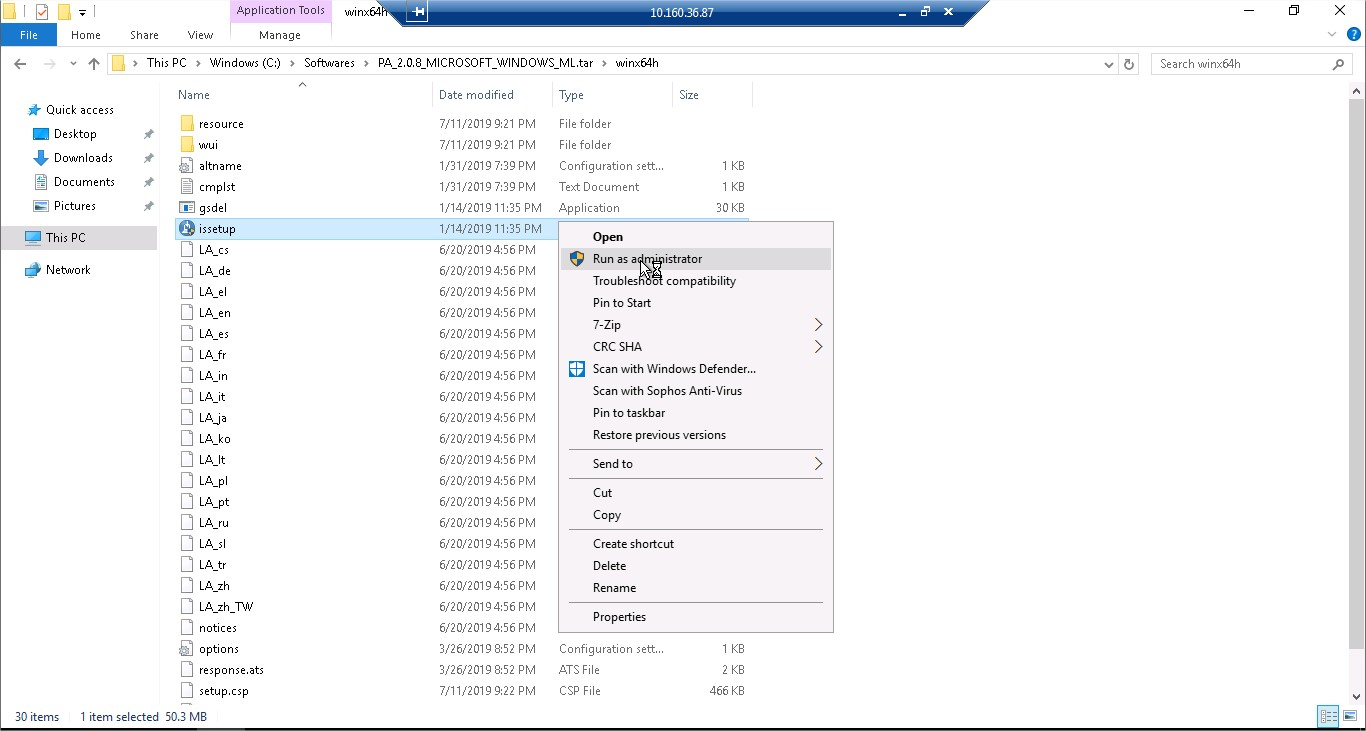 Application Tools winx64h 10.160.36.87
File Home Share View Manage
This PC Windows (C:) Softwares PA_2.0.8_MICROSOFT_WINDOWS_ML.tar winx64h Search winx64h
Name Date modified Type Size
Quick access
Desktop
Downloads
Documents
Pictures
This PC
Network
resource 7/11/2019 9:21 PM File folder
wui 7/11/2019 9:21 PM File folder
altname 1/31/2019 7:39 PM Configuration sett... 1 KB
cmplst 1/31/2019 7:39 PM Text Document 1 KB
gsdel 1/14/2019 11:35 PM Application 30 KB
issetup 1/14/2019 11:35 PM
LA_cs 6/20/2019 4:56 PM
LA_de 6/20/2019 4:56 PM
LA_el 6/20/2019 4:56 PM
LA_en 6/20/2019 4:56 PM
LA_es 6/20/2019 4:56 PM
LA_fr 6/20/2019 4:56 PM
LA_in 6/20/2019 4:56 PM
LA_it 6/20/2019 4:56 PM
LA_ja 6/20/2019 4:56 PM
LA_ko 6/20/2019 4:56 PM
LA_lt 6/20/2019 4:56 PM
LA_pl 6/20/2019 4:56 PM
LA_pt 6/20/2019 4:56 PM
LA_ru 6/20/2019 4:56 PM
LA_sl 6/20/2019 4:56 PM
LA_tr 6/20/2019 4:56 PM
LA_zh 6/20/2019 4:56 PM
LA_zh_TW 6/20/2019 4:56 PM
notices 6/20/2019 4:56 PM
options 3/26/2019 8:52 PM Configuration sett... 1 KB
response.ats 3/26/2019 8:52 PM ATS File 2 KB
setup.csp 7/11/2019 9:22 PM CSP File 466 KB
Open
Run as administrator
Troubleshoot compatibility
Pin to Start
7-Zip
CRC SHA
Scan with Windows Defender...
Scan with Sophos Anti-Virus
Pin to taskbar
Restore previous versions
Send to
Cut
Copy
Create shortcut
Delete
Rename
Properties
30 items 1 item selected 50.3 MB